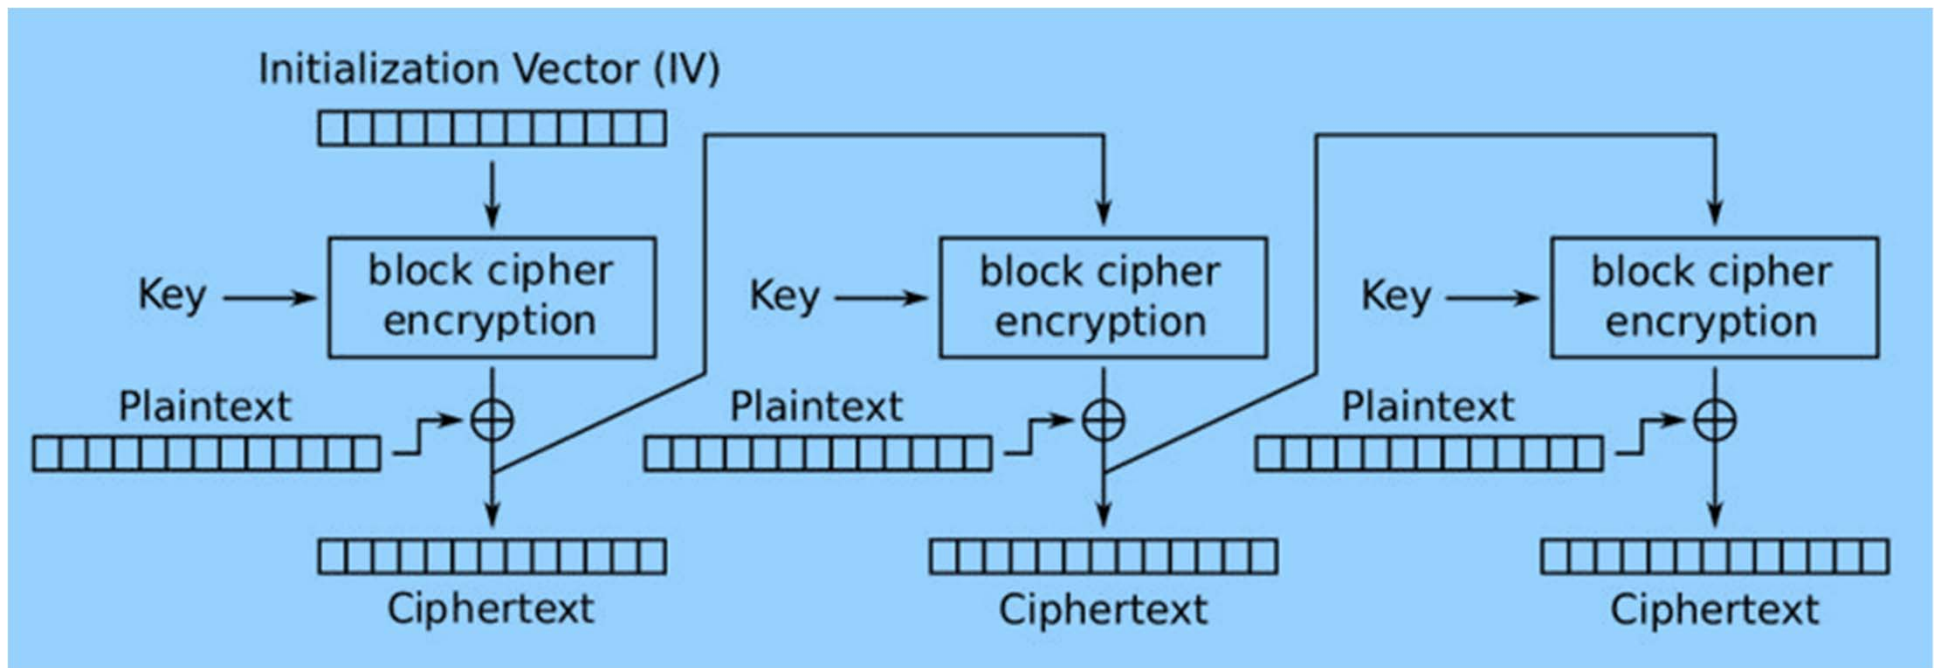 Initialization Vector (IV)
Key
block cipher
encryption
Key
block cipher
encryption
Key
block cipher
encryption
Plaintext
Plaintext
Plaintext
Ciphertext
Ciphertext
Ciphertext